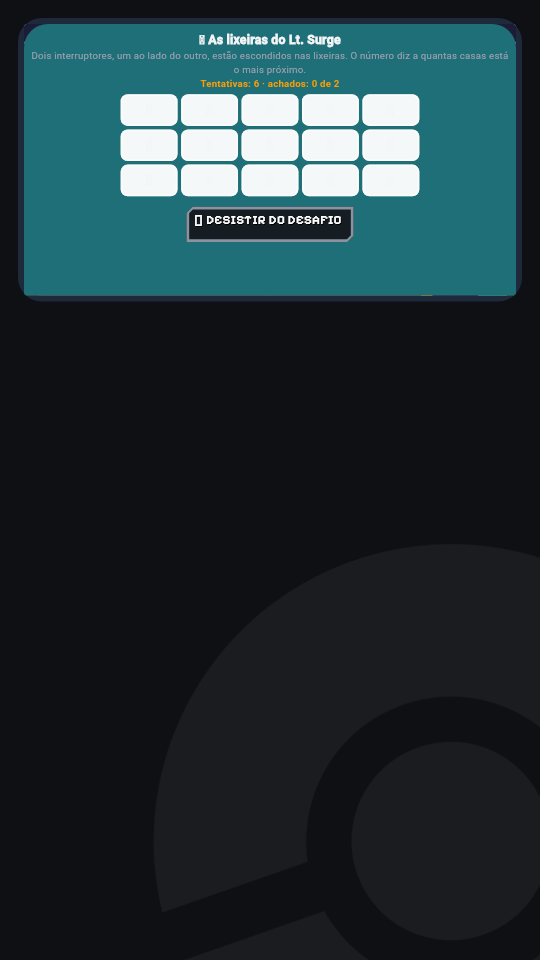 As lixeiras do Lt. Surge
Dois interruptores, um ao lado do outro, estão escondidos nas lixeiras. O número diz a quantas casas está
o mais próximo.
Tentativas: 6 · achados: 0 de 2
DESISTIR DO DESAFIO